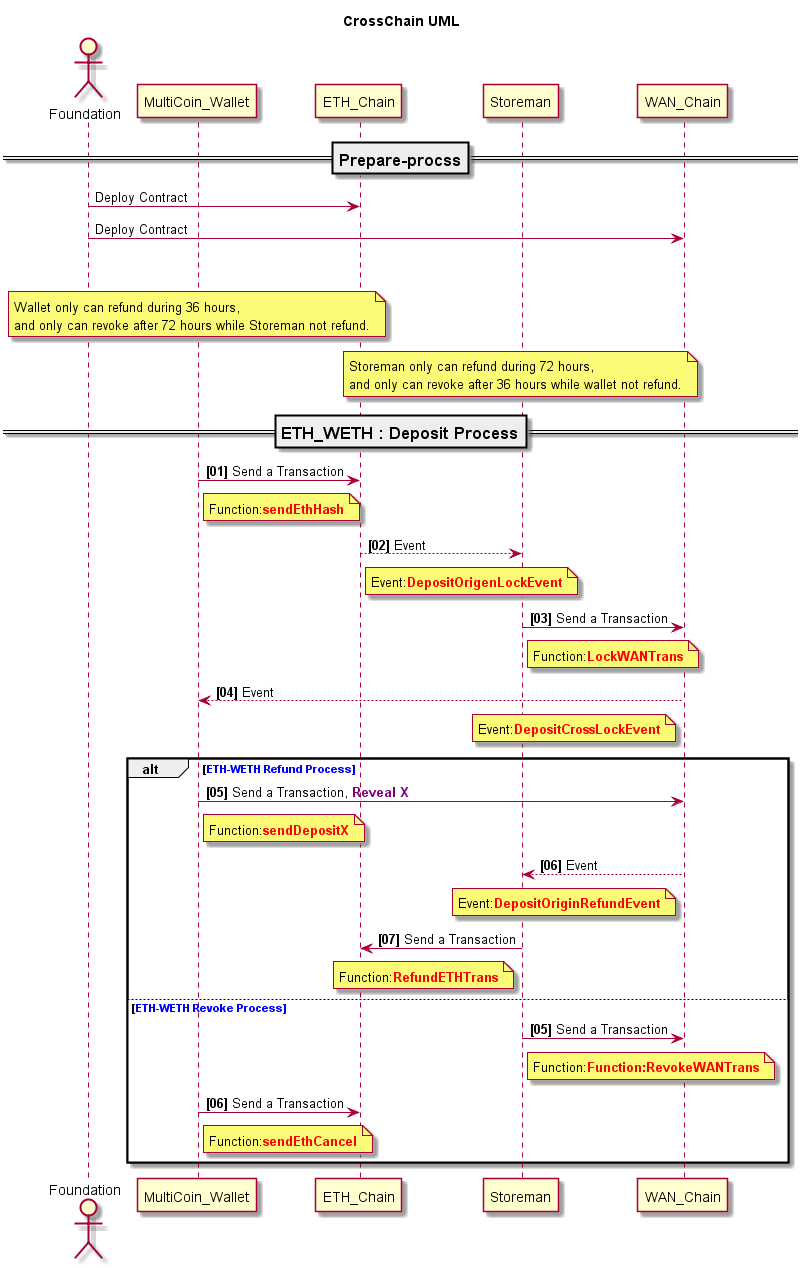 CrossChain UML
Foundation
MultiCoin_Wallet
ETH_Chain
Storeman
WAN_Chain
Prepare-procss
Deploy Contract
Deploy Contract
Wallet only can refund during 36 hours,
and only can revoke after 72 hours while Storeman not refund.
Storeman only can refund during 72 hours,
and only can revoke after 36 hours while wallet not refund.
ETH_WETH : Deposit Process
[01] Send a Transaction
Function:sendEthHash
[02] Event
Event:DepositOrigenLockEvent
[03] Send a Transaction
Function:LockWANTrans
[04] Event
Event:DepositCrossLockEvent
alt [ETH-WETH Refund Process]
[05] Send a Transaction, Reveal X
Function:sendDepositX
[06] Event
Event:DepositOriginRefundEvent
[07] Send a Transaction
Function:RefundETHTrans
[ETH-WETH Revoke Process]
[05] Send a Transaction
Function:Function:RevokeWANTrans
[06] Send a Transaction
Function:sendEthCancel
Foundation
MultiCoin_Wallet
ETH_Chain
Storeman
WAN_Chain